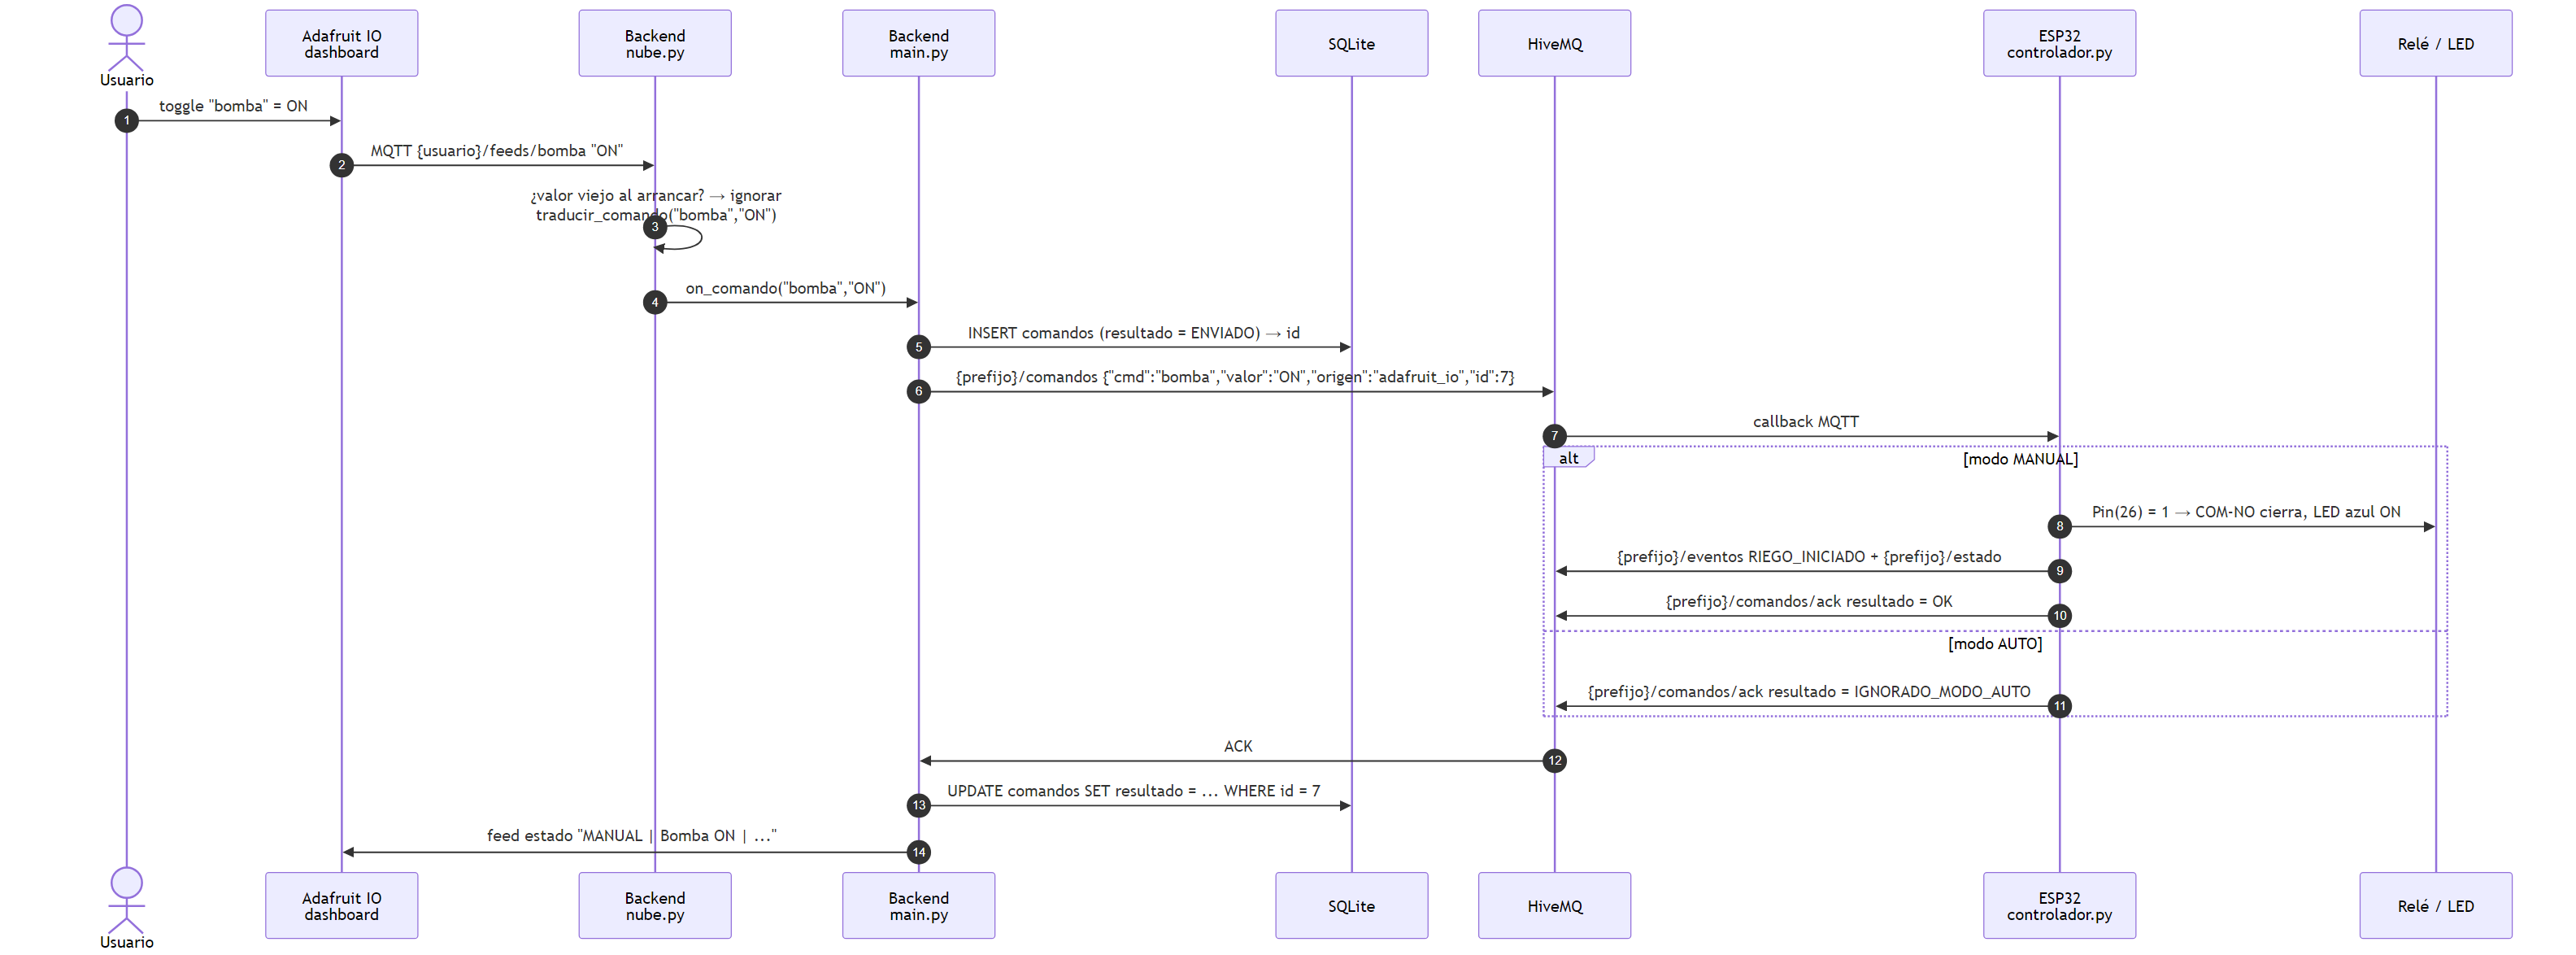 Usuario
Adafruit IO
dashboard
Backend
nube.py
Backend
main.py
SQLite
HiveMQ
ESP32
controlador.py
Relé / LED
toggle "bomba" = ON
1
MQTT {usuario}/feeds/bomba "ON"
2
¿valor viejo al arrancar? → ignorar
traducir_comando("bomba","ON")
3
on_comando("bomba","ON")
4
INSERT comandos (resultado = ENVIADO) → id
5
{prefijo}/comandos {"cmd":"bomba","valor":"ON","origen":"adafruit_io","id":7}
6
callback MQTT
7
alt
[modo MANUAL]
Pin(26) = 1 → COM-NO cierra, LED azul ON
8
{prefijo}/eventos RIEGO_INICIADO + {prefijo}/estado
9
{prefijo}/comandos/ack resultado = OK
10
[modo AUTO]
{prefijo}/comandos/ack resultado = IGNORADO_MODO_AUTO
11
ACK
12
UPDATE comandos SET resultado = ... WHERE id = 7
13
feed estado "MANUAL | Bomba ON | ..."
14
Usuario
Adafruit IO
dashboard
Backend
nube.py
Backend
main.py
SQLite
HiveMQ
ESP32
controlador.py
Relé / LED